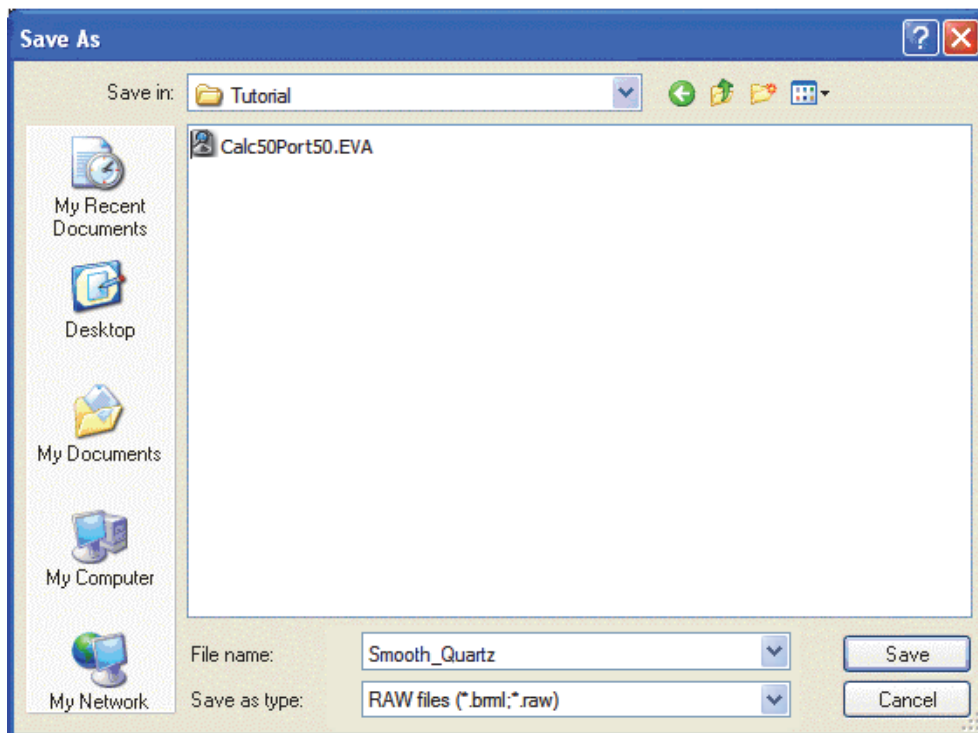 Save As
Save in:
Tutorial
Calc50Port50.EVA
My Recent
Documents
Desktop
My Documents
My Computer
My Network
File name:
Smooth_Quartz
Save
Save as type:
RAW files (*.brml;*.raw)
Cancel